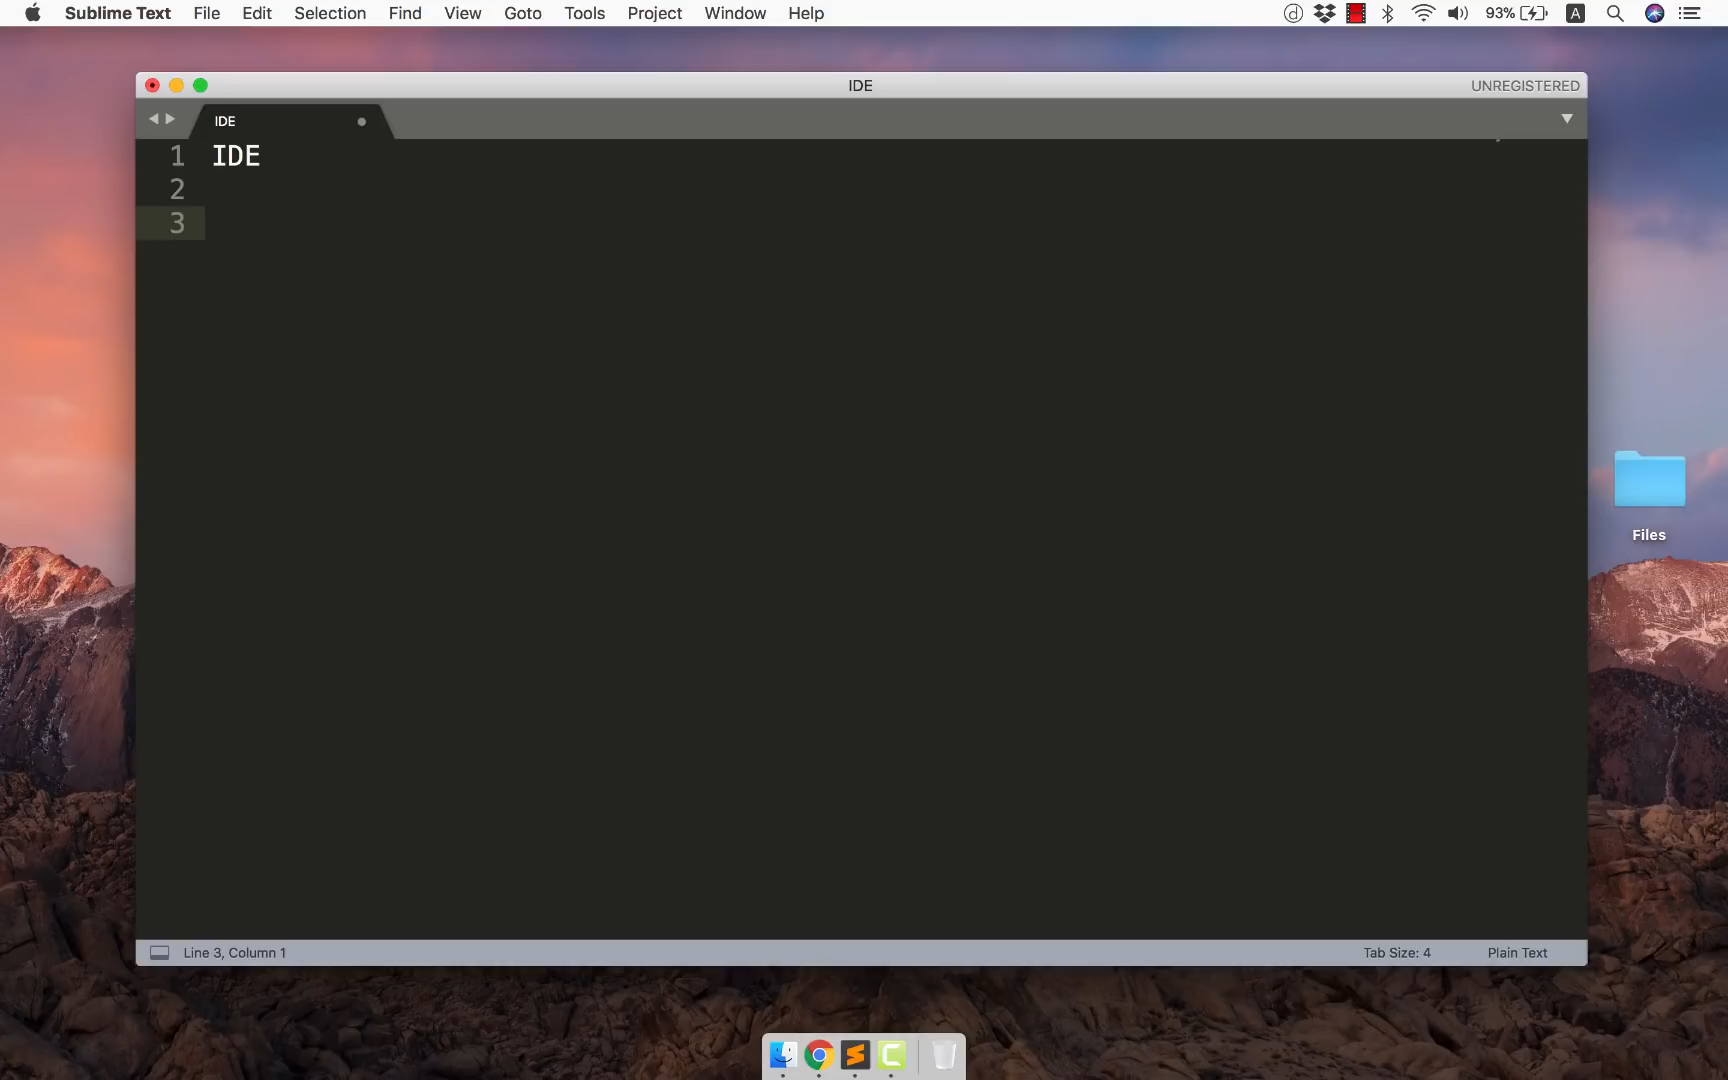 Sublime Text File Edit Selection Find View Goto Tools Project Window Help 93% A
IDE UNREGISTERED
IDE
1 IDE
2
3
Files
Line 3, Column 1 Tab Size: 4 Plain Text